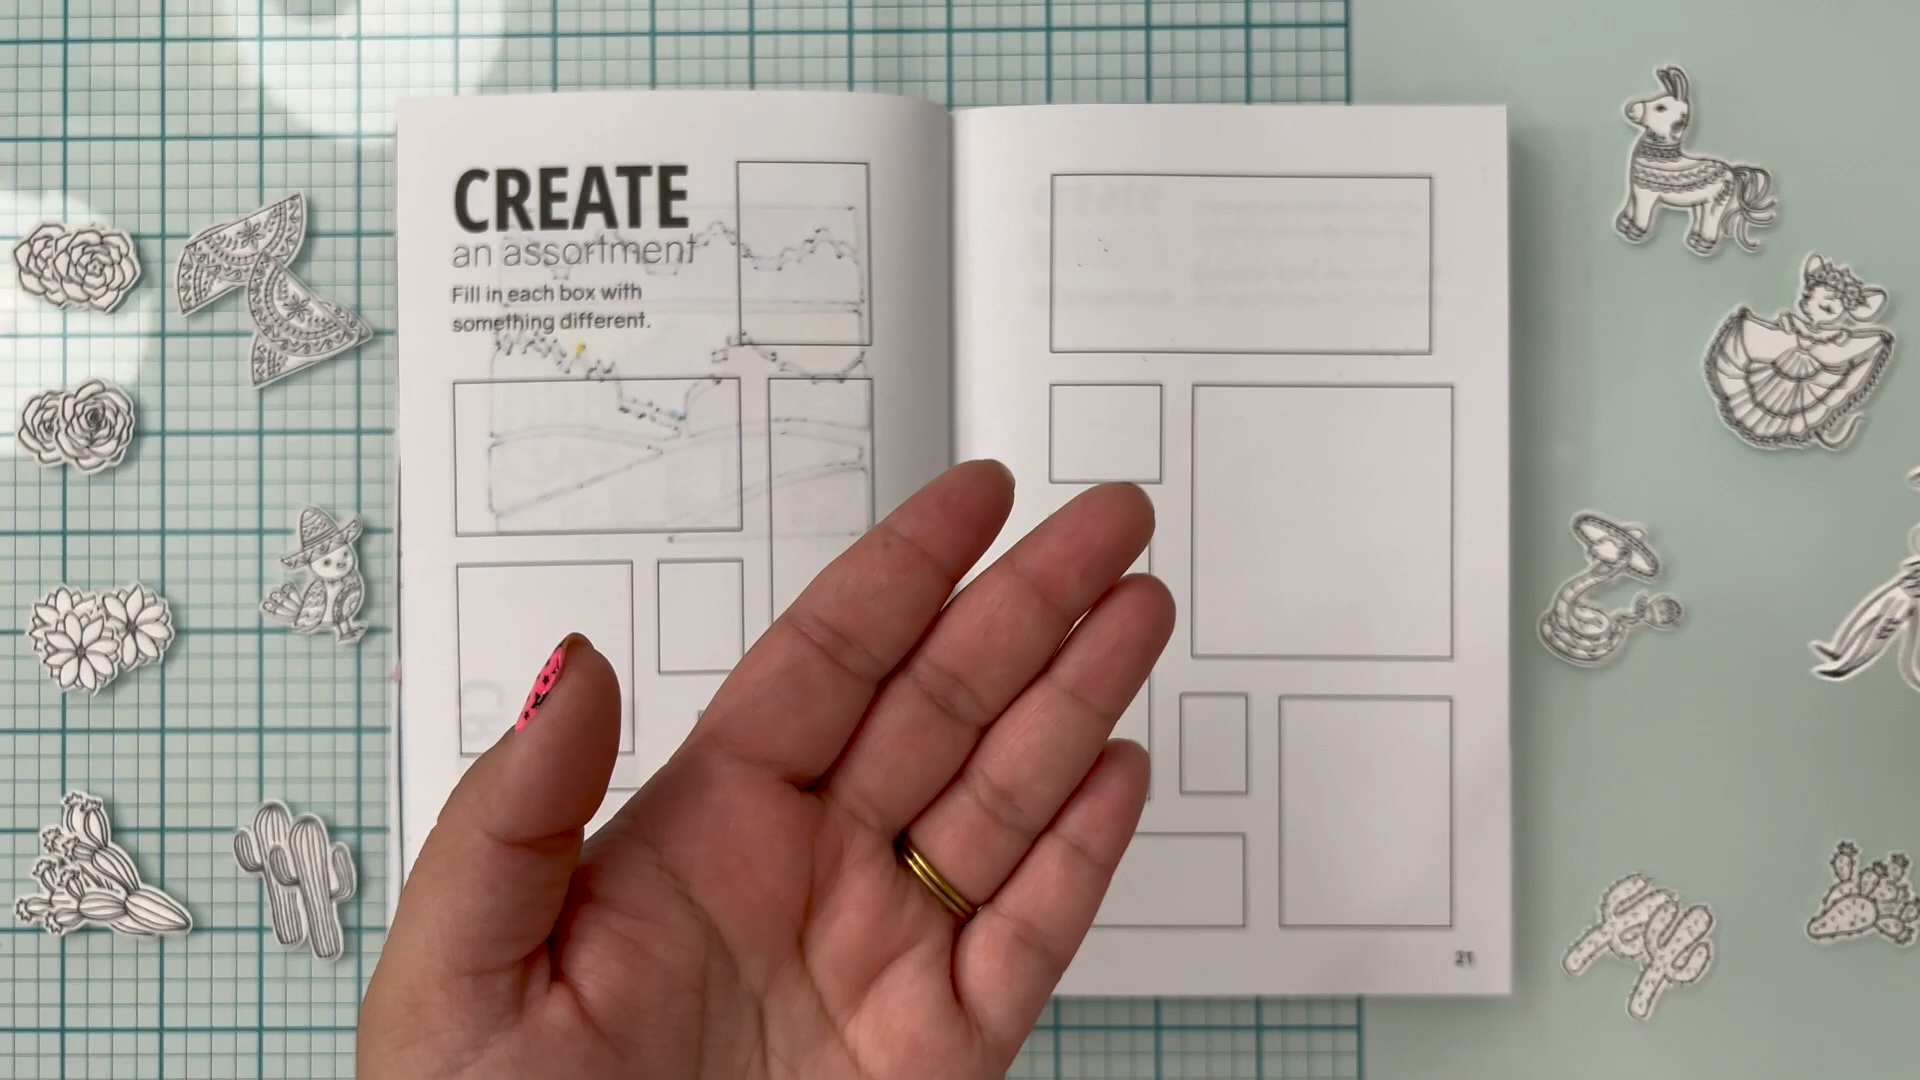 CREATE
an assortment
Fill in each box with
something different.
21